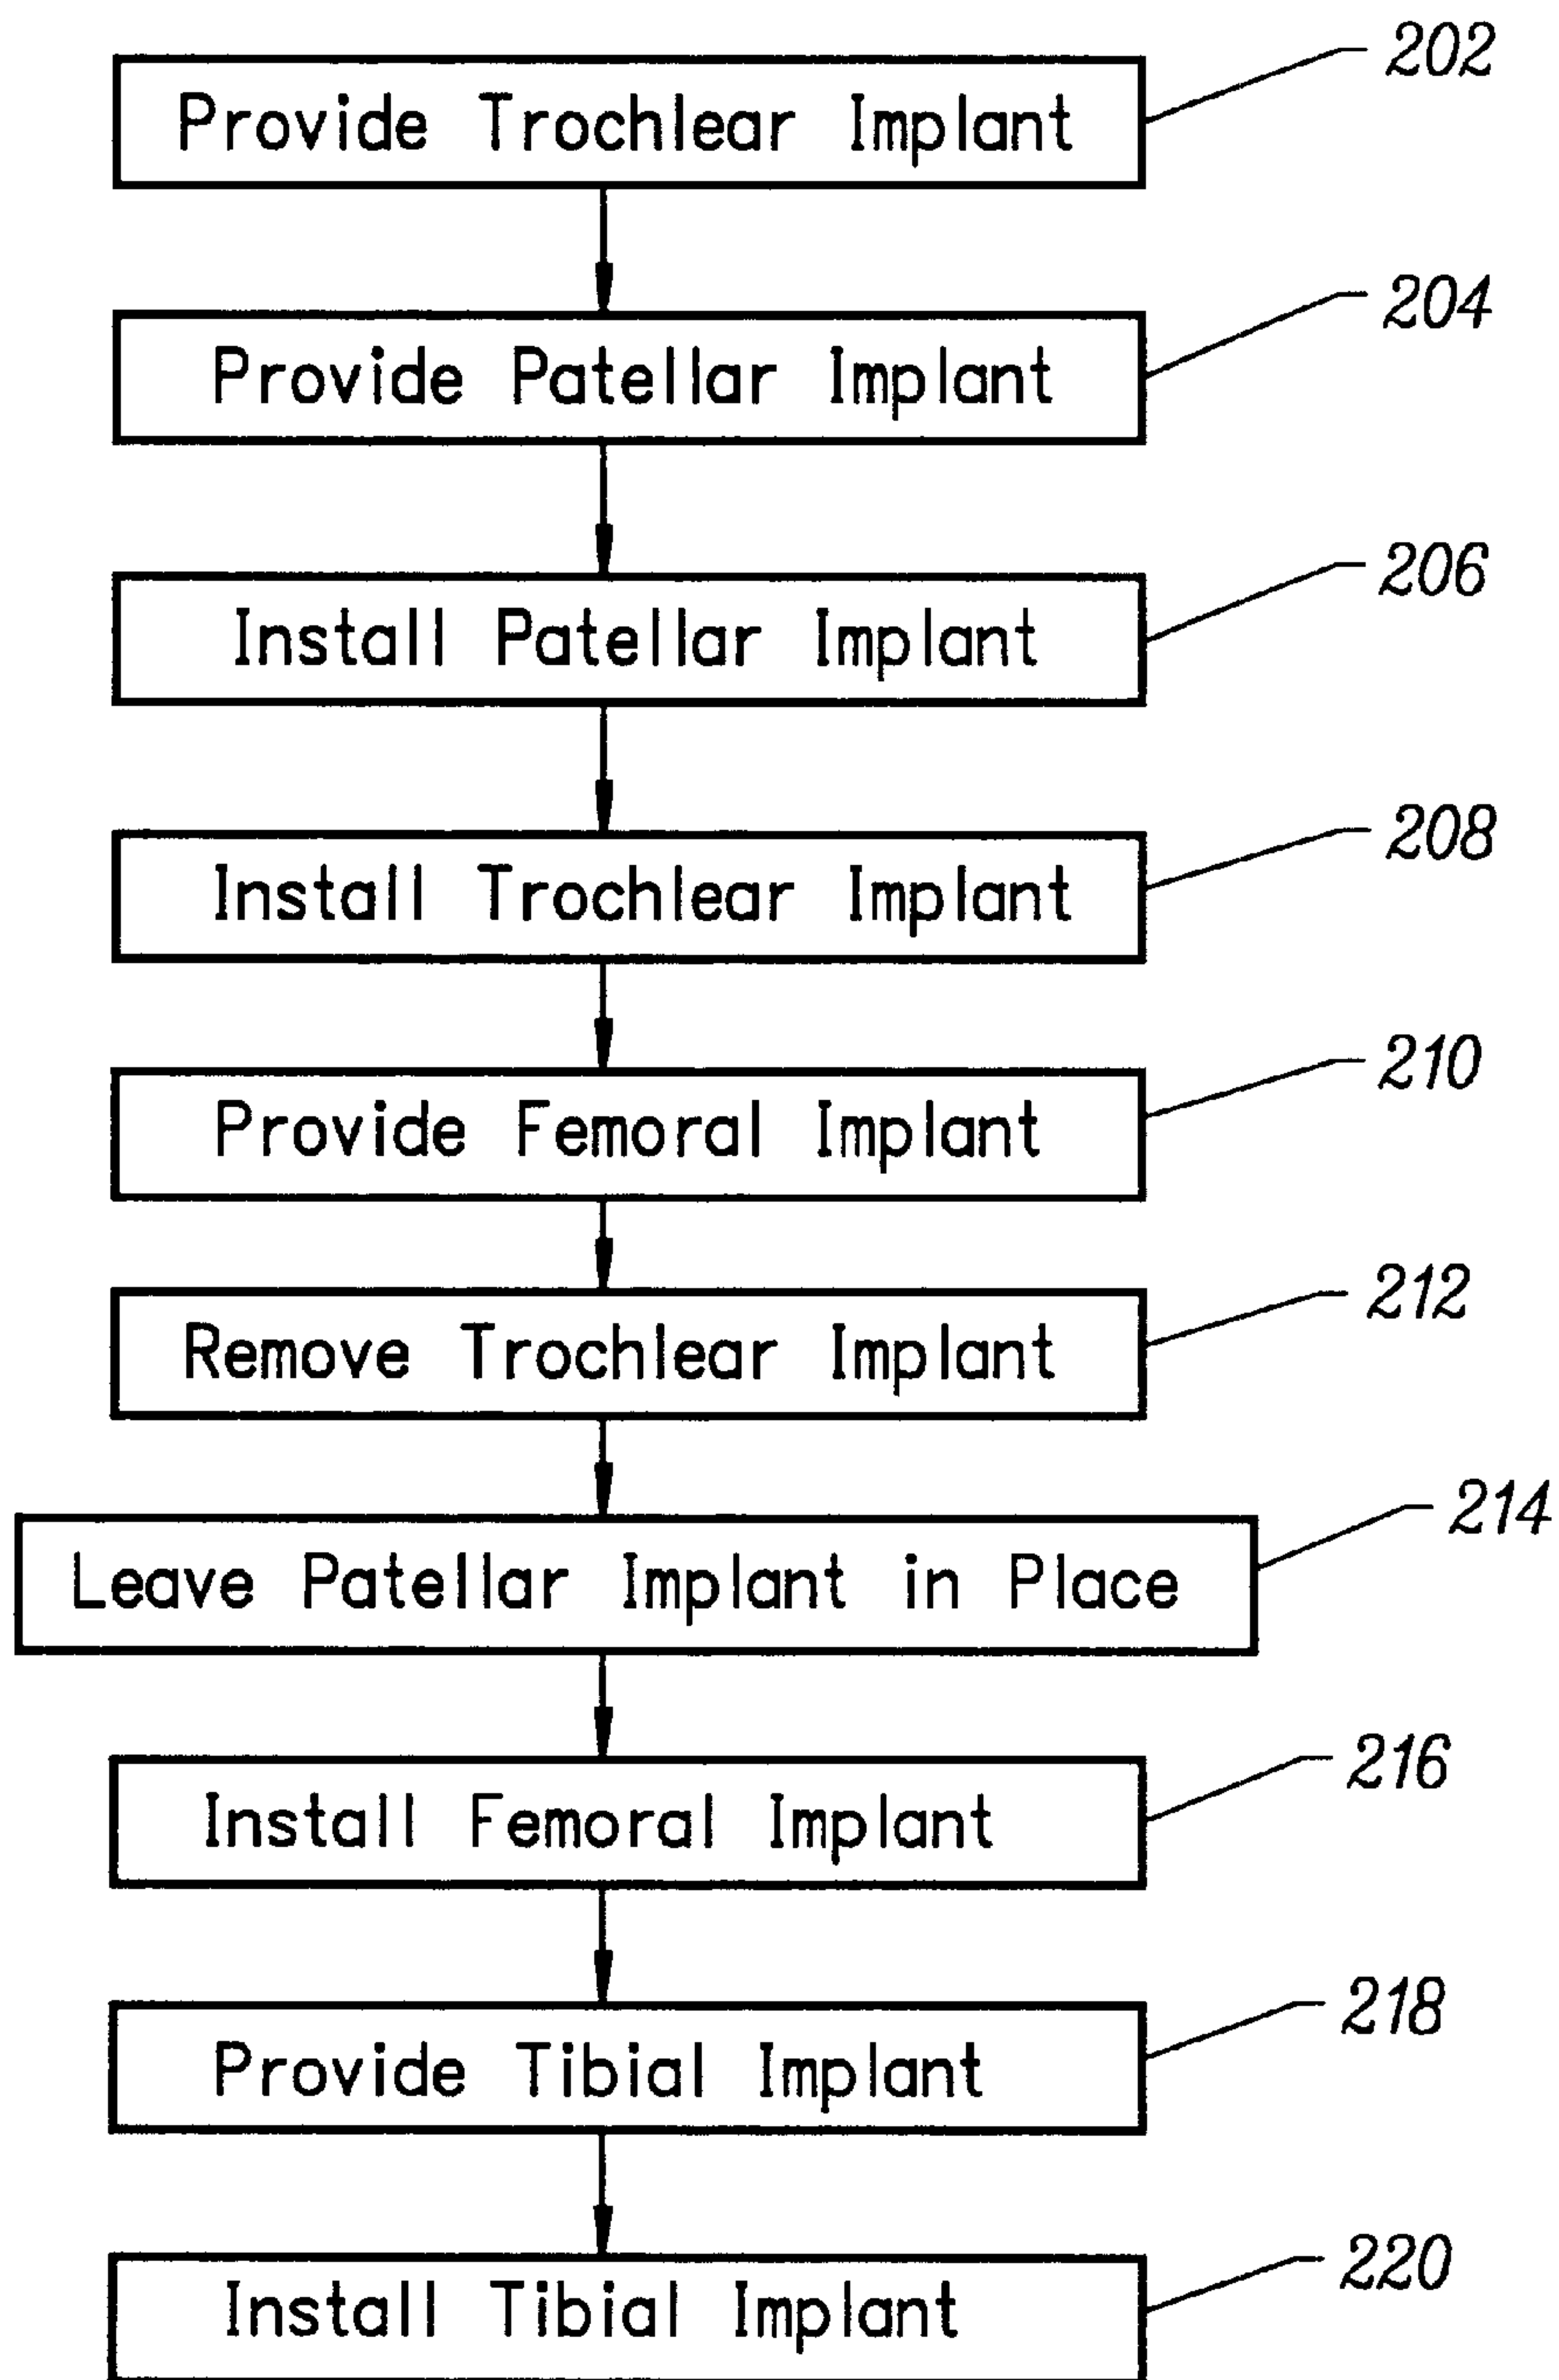 Provide Trochlear Implant 202
Provide Patellar Implant 204
Install Patellar Implant 206
Install Trochlear Implant 208
Provide Femoral Implant 210
Remove Trochlear Implant 212
Leave Patellar Implant in Place 214
Install Femoral Implant 216
Provide Tibial Implant 218
Install Tibial Implant 220